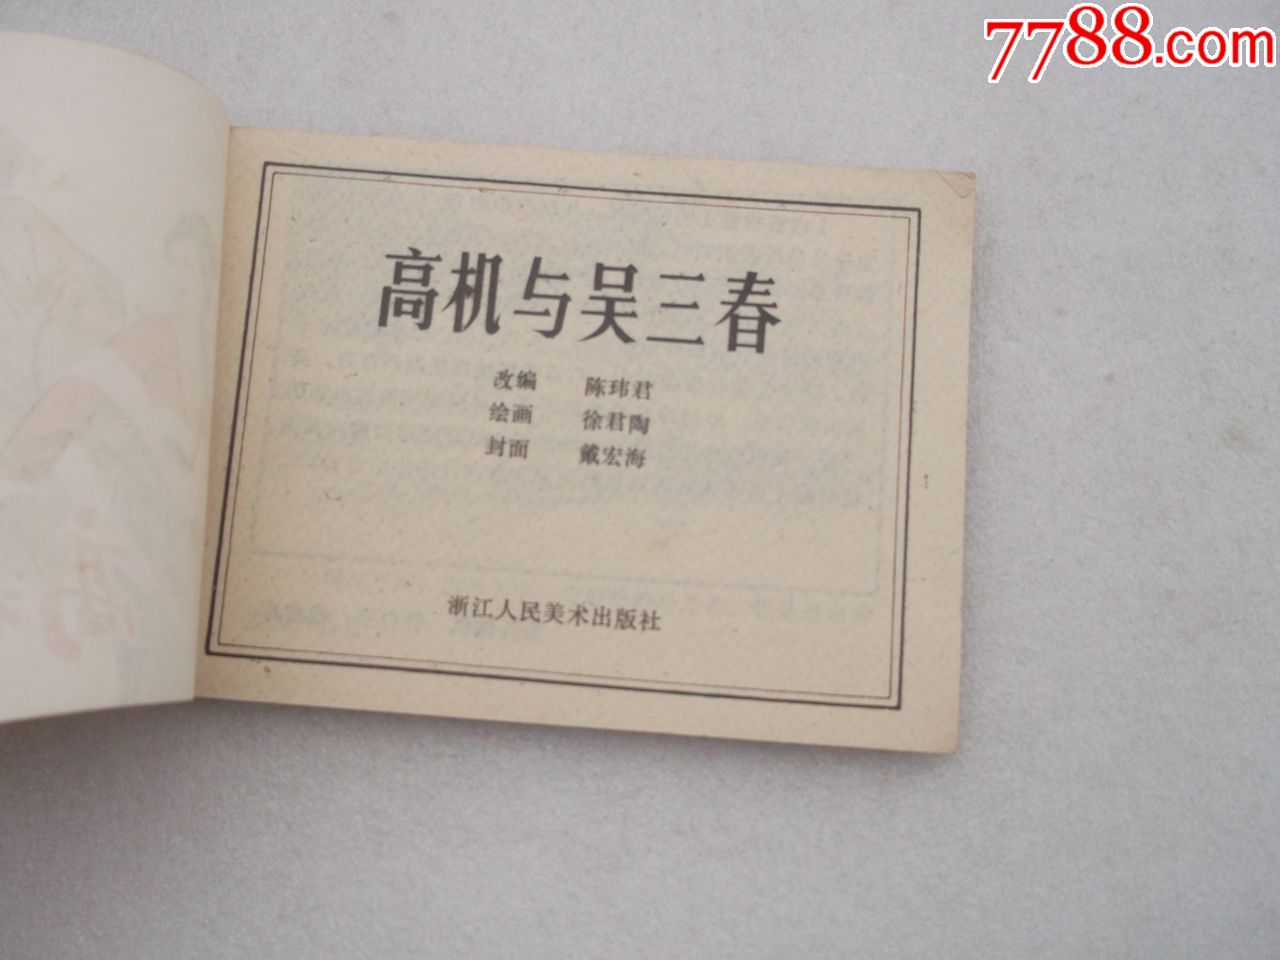 7788.com
高机与吴三春
改编 陈玮君
绘画 徐君陶
封面 戴宏海
浙江人民美术出版社